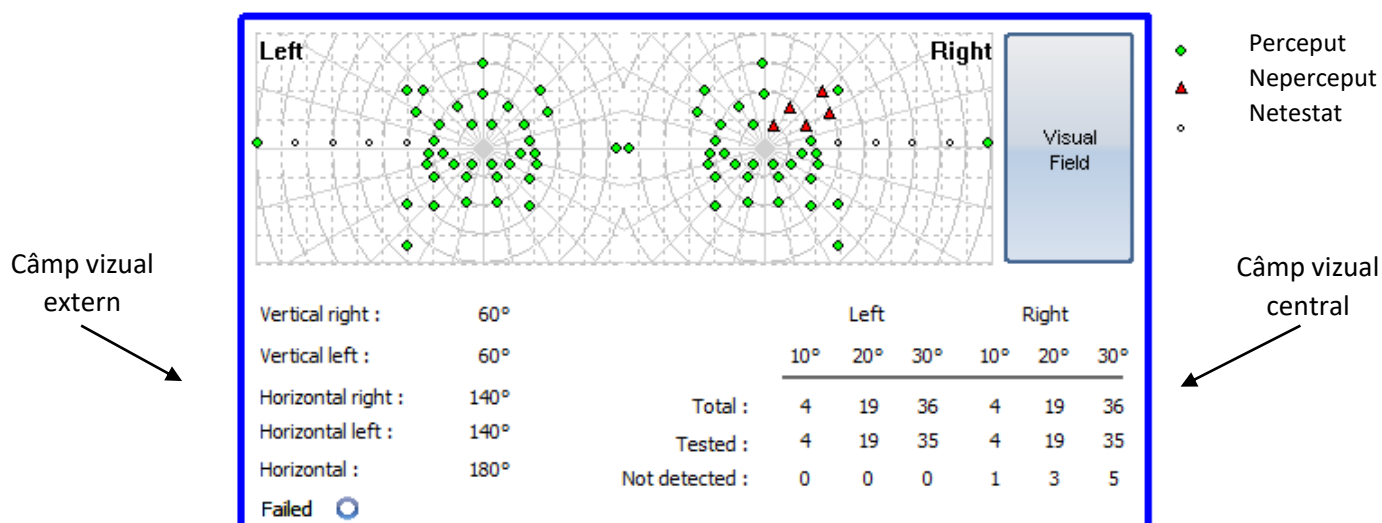 Left
Right
Visual
Field
Perceput
Neperceput
Netestat
Câmp vizual
extern
Câmp vizual
central
Vertical right : 60°
Vertical left : 60°
Horizontal right : 140°
Horizontal left : 140°
Horizontal : 180°
Failed
Left Right
10° 20° 30° 10° 20° 30°
Total : 4 19 36 4 19 36
Tested : 4 19 35 4 19 35
Not detected : 0 0 0 1 3 5